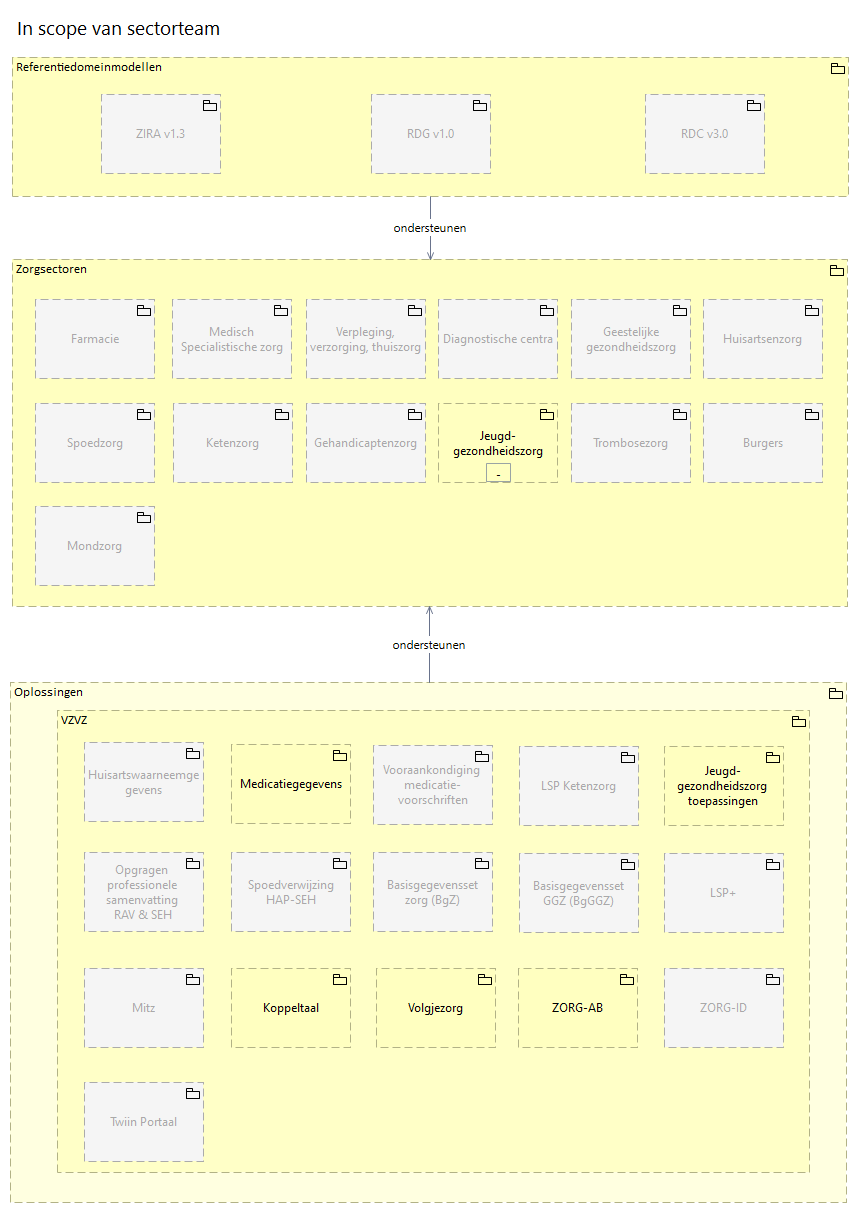 In scope van sectorteam
Referentiedomeinmodellen
ZIRA v1.3
RDG v1.0
RDC v3.0
ondersteunen
Zorgsectoren
Farmacie
Medisch
Specialistische zorg
Verpleging,
verzorging, thuiszorg
Diagnostische centra
Geestelijke
gezondheidszorg
Huisartsenzorg
Spoedzorg
Ketenzorg
Gehandicaptenzorg
Jeugd-
gezondheidszorg
-
Trombosezorg
Burgers
Mondzorg
ondersteunen
Oplossingen
VZVZ
Huisartswaarneemge
gevens
Medicatiegegevens
Vooraankondiging
medicatie-
voorschriften
LSP Ketenzorg
Jeugd-
gezondheidszorg
toepassingen
Opgragen
professionele
samenvatting
RAV & SEH
Spoedverwijzing
HAP-SEH
Basisgegevensset
zorg (BgZ)
Basisgegevensset
GGZ (BgGGZ)
LSP+
Mitz
Koppeltaal
Volgjezorg
ZORG-AB
ZORG-ID
Twiin Portaal